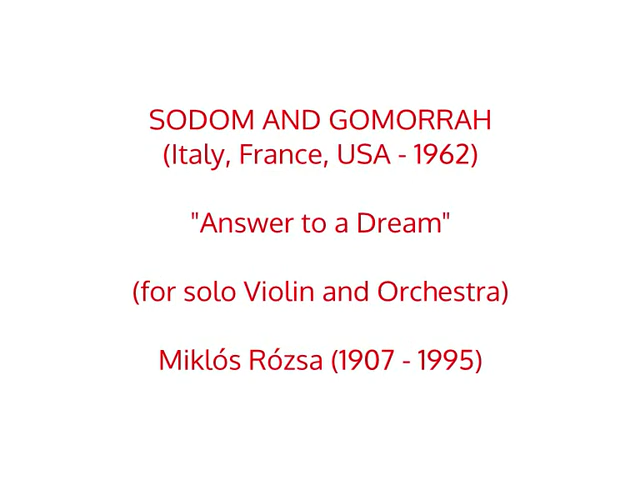 SODOM AND GOMORRAH
(Italy, France, USA - 1962)
"Answer to a Dream"
(for solo Violin and Orchestra)
Miklós Rózsa (1907 - 1995)